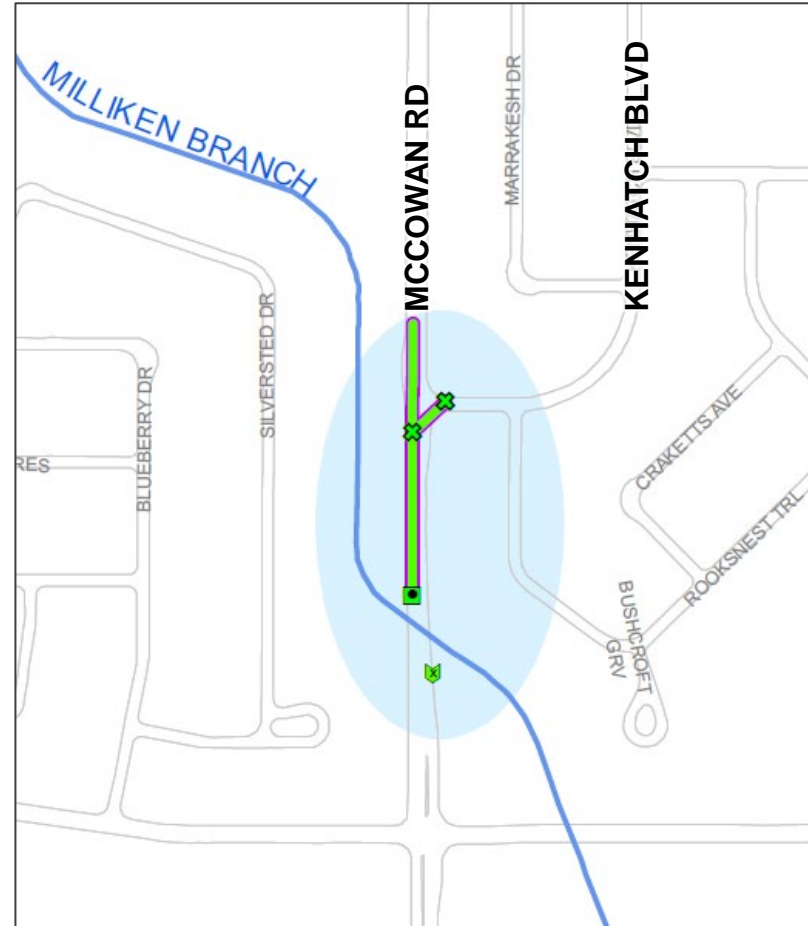 MILLIKEN BRANCH
MCCOWAN RD
MARRAKESH DR
KENHATCH BLVD
SILVERSTED DR
BLUEBERRY DR
RES
CRAKETTS AVE
ROOKSNEST TRL
BUSHCROFT
GRV
X